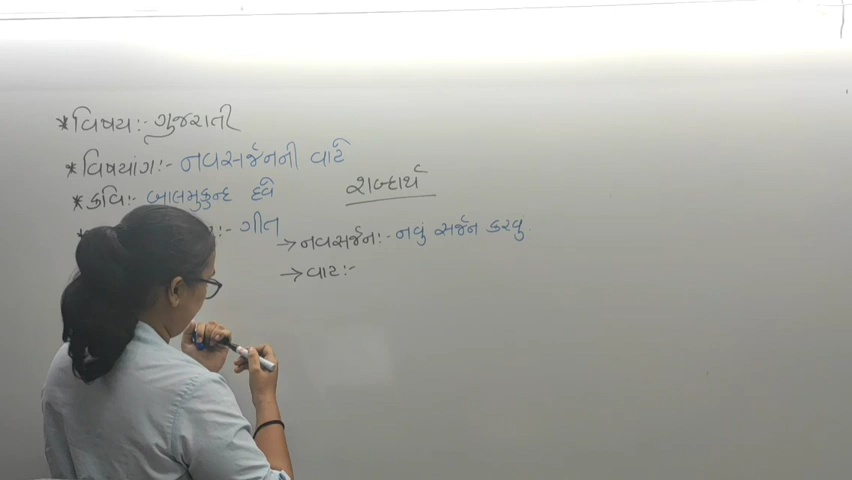 * વિષય:- ગુજરાતી
* વિષયાંગ:- નવસર્જનની વાટે
* કવિ:- બાલમુકુન્દ દવે
:- ગીત
શબ્દાર્થ
→ નવસર્જન:- નવું સર્જન કરવુ.
→ વાટ:-